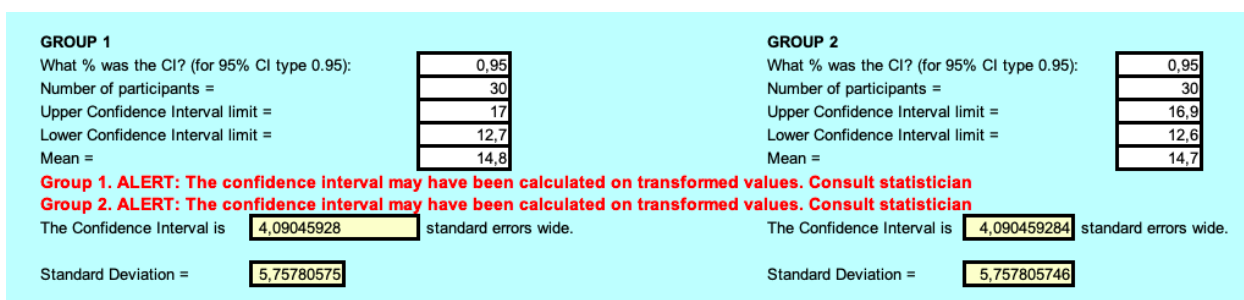 GROUP 1 GROUP 2
What % was the CI? (for 95% CI type 0.95): 0,95 What % was the CI? (for 95% CI type 0.95): 0,95
Number of participants = 30 Number of participants = 30
Upper Confidence Interval limit = 17 Upper Confidence Interval limit = 16,9
Lower Confidence Interval limit = 12,7 Lower Confidence Interval limit = 12,6
Mean = 14,8 Mean = 14,7
Group 1. ALERT: The confidence interval may have been calculated on transformed values. Consult statistician
Group 2. ALERT: The confidence interval may have been calculated on transformed values. Consult statistician
The Confidence Interval is 4,09045928 standard errors wide. The Confidence Interval is 4,090459284 standard errors wide.
Standard Deviation = 5,75780575 Standard Deviation = 5,757805746